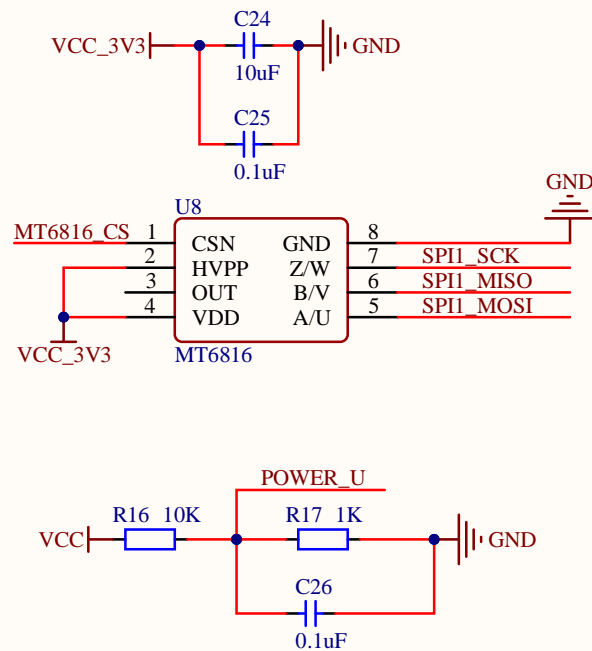 C24
VCC_3V3
GND
10uF
C25
0.1uF
GND
U8
MT6816_CS 1 CSN GND 8
2 HVPP Z/W 7 SPI1_SCK
3 OUT B/V 6 SPI1_MISO
4 VDD A/U 5 SPI1_MOSI
VCC_3V3
MT6816
POWER_U
R16 10K R17 1K
VCC
GND
C26
0.1uF